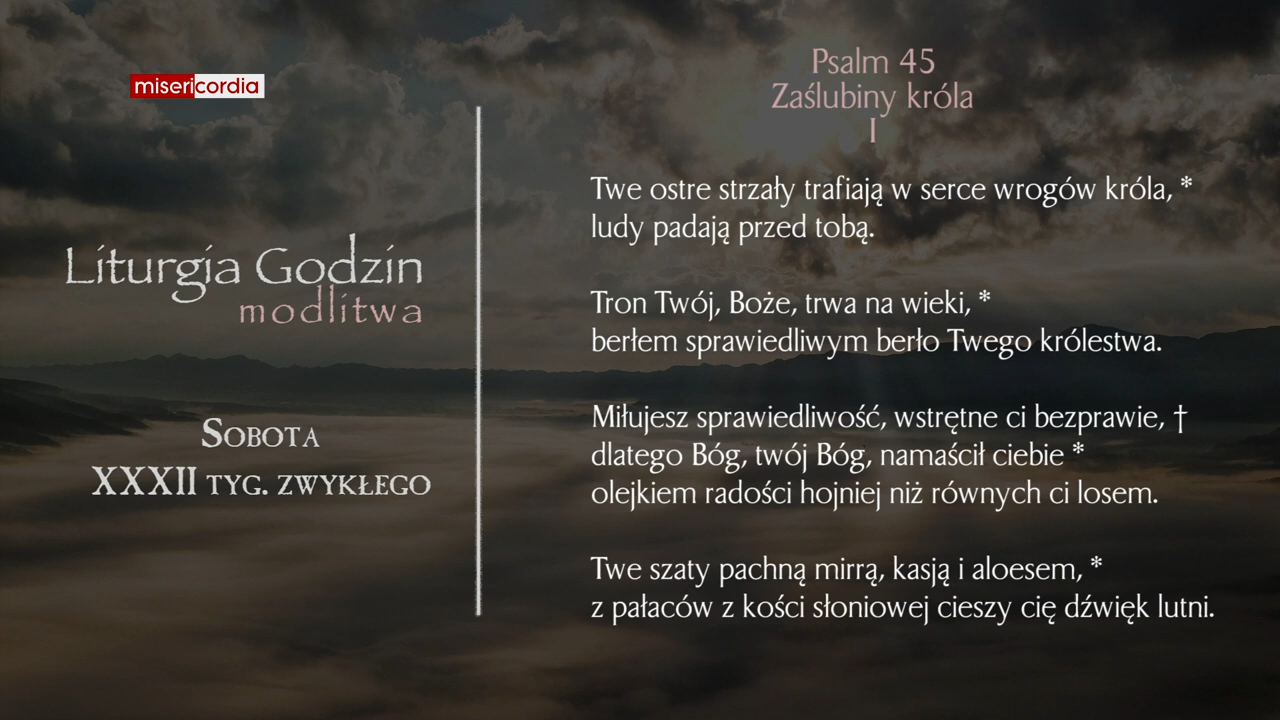 misericordia
Liturgia Godzin
modlitwa
Sobota
XXXII tyg. zwykłego
Psalm 45
Zaślubiny króla
I
Twe ostre strzały trafiają w serce wrogów króla, *
ludy padają przed tobą.
Tron Twój, Boże, trwa na wieki, *
berłem sprawiedliwym berło Twego królestwa.
Miłujesz sprawiedliwość, wstrętne ci bezprawie, †
dlatego Bóg, twój Bóg, namaścił ciebie *
olejkiem radości hojniej niż równych ci losem.
Twe szaty pachną mirrą, kasją i aloesem, *
z pałaców z kości słoniowej cieszy cię dźwięk lutni.